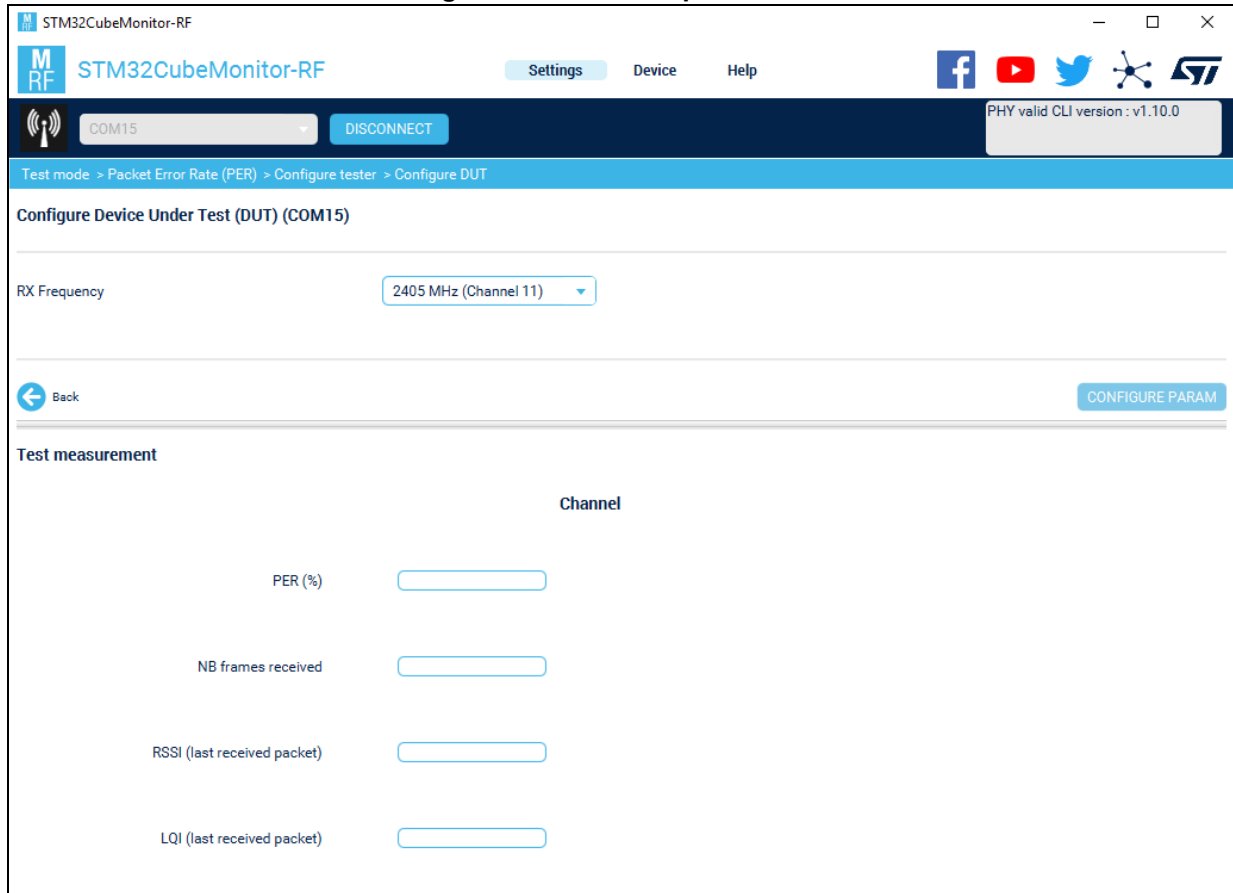 STM32CubeMonitor-RF
M
RF
STM32CubeMonitor-RF
Settings Device Help
COM15
DISCONNECT
PHY valid CLI version : v1.10.0
Test mode > Packet Error Rate (PER) > Configure tester > Configure DUT
Configure Device Under Test (DUT) (COM15)
RX Frequency 2405 MHz (Channel 11)
Back
CONFIGURE PARAM
Test measurement
Channel
PER (%)
NB frames received
RSSI (last received packet)
LQI (last received packet)